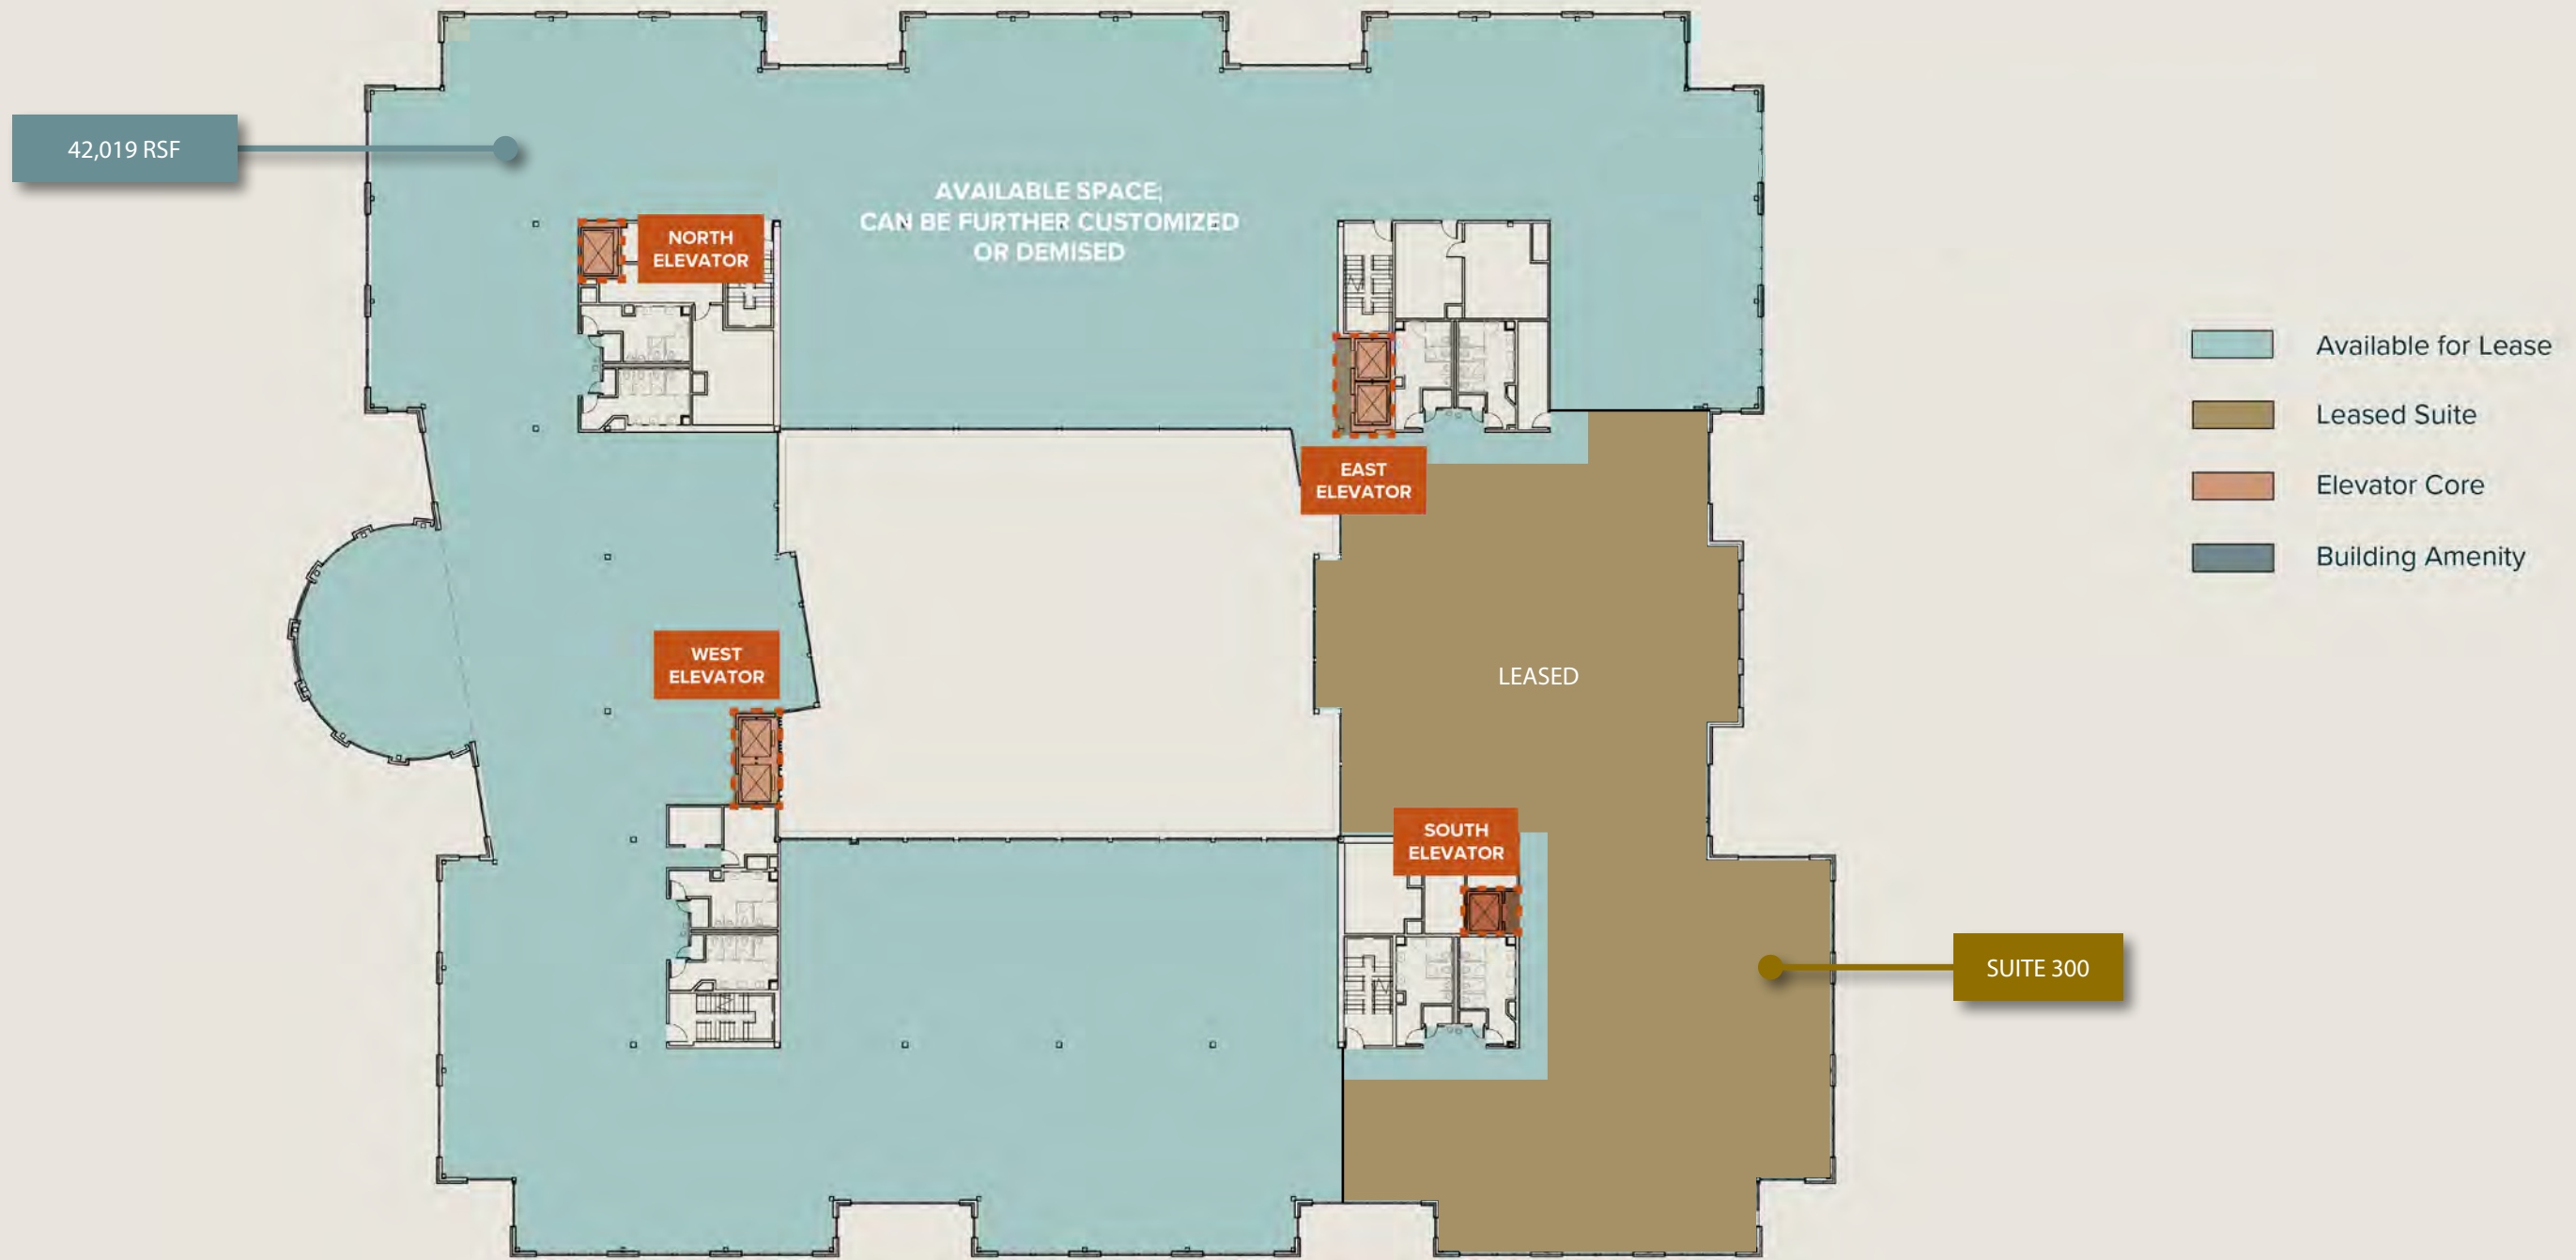 42,019 RSF
AVAILABLE SPACE;
CAN BE FURTHER CUSTOMIZED
OR DEMISED
NORTH
ELEVATOR
EAST
ELEVATOR
WEST
ELEVATOR
LEASED
SOUTH
ELEVATOR
SUITE 300
Available for Lease
Leased Suite
Elevator Core
Building Amenity